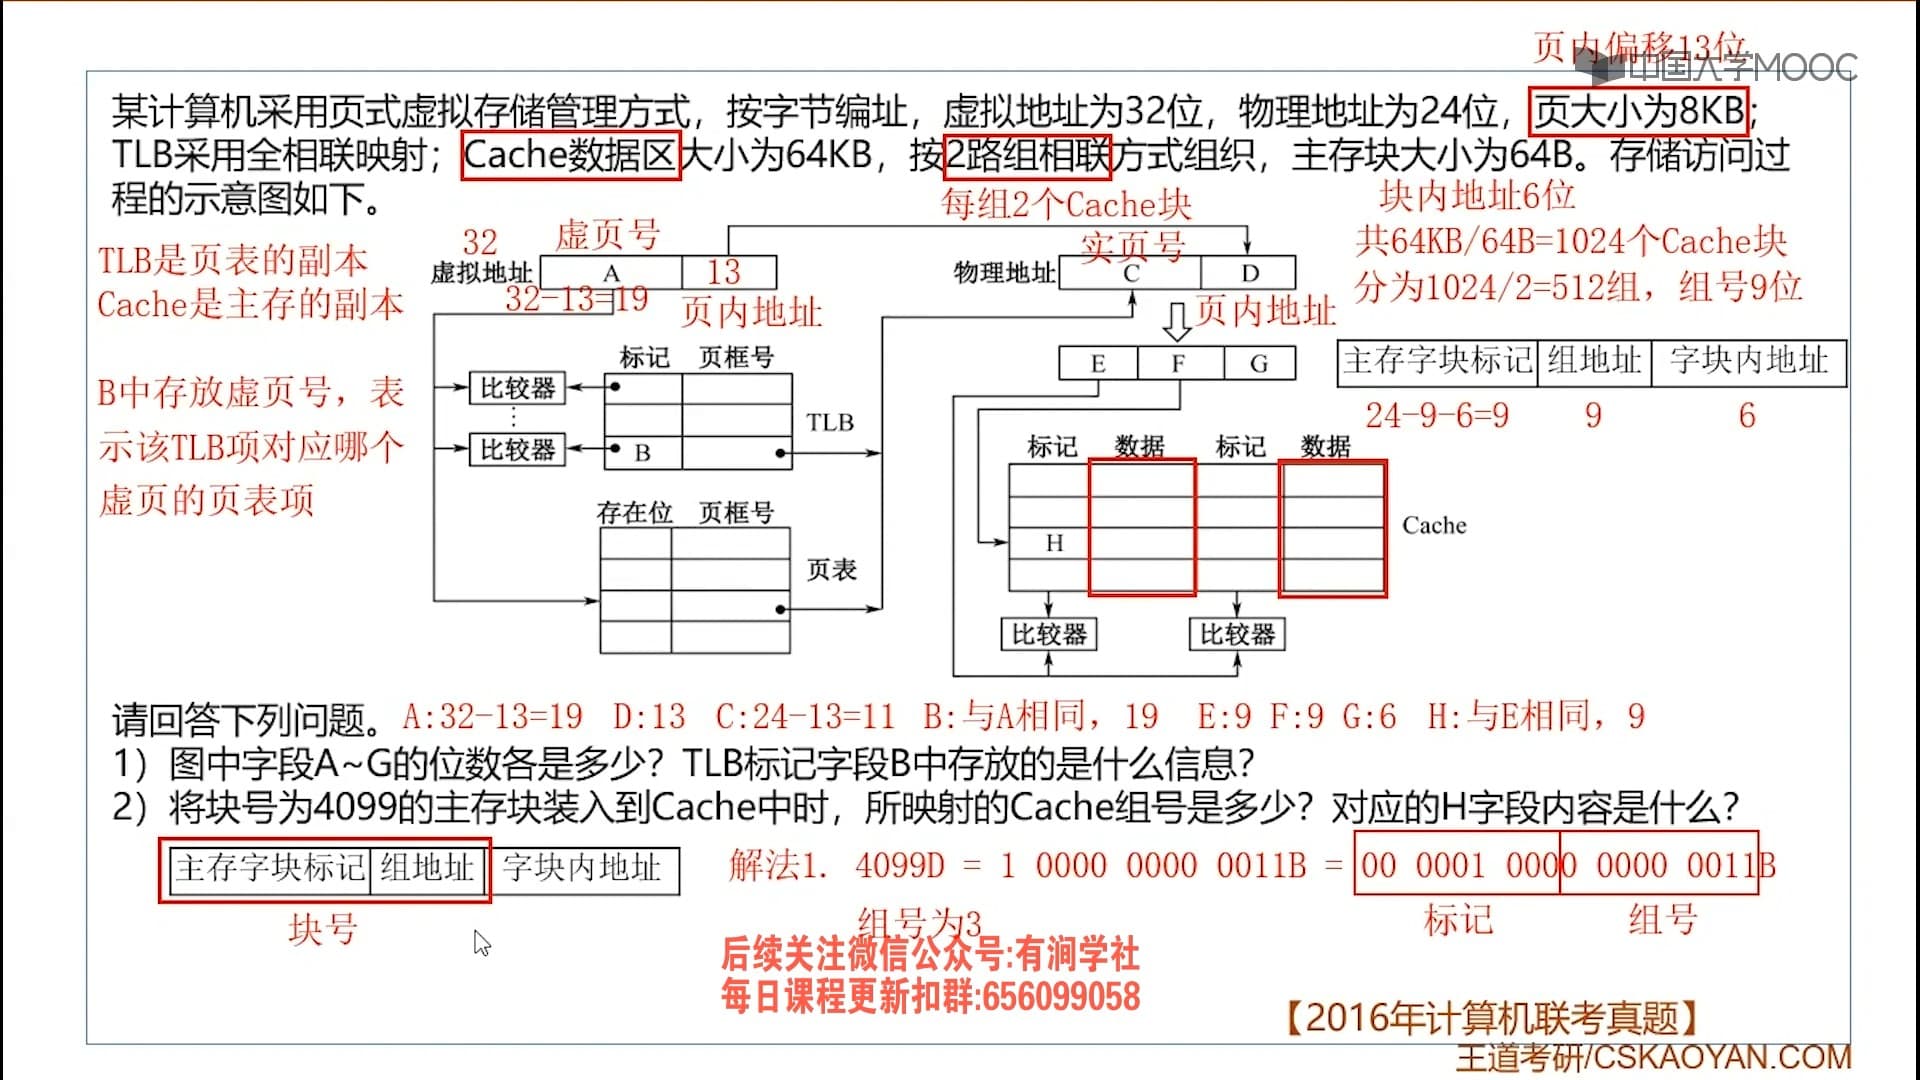 页内偏移13位
中国大学MOOC
某计算机采用页式虚拟存储管理方式，按字节编址，虚拟地址为32位，物理地址为24位，页大小为8KB；
TLB采用全相联映射；Cache数据区大小为64KB，按2路组相联方式组织，主存块大小为64B。存储访问过
程的示意图如下。
每组2个Cache块
块内地址6位
TLB是页表的副本
Cache是主存的副本
32
虚页号
虚拟地址
A
13
32-13=19
页内地址
实页号
物理地址
C
D
页内地址
共64KB/64B=1024个Cache块
分为1024/2=512组，组号9位
B中存放虚页号，表
示该TLB项对应哪个
虚页的页表项
标记 页框号
比较器
⋮
比较器
B
TLB
存在位 页框号
页表
E
F
G
主存字块标记 组地址 字块内地址
24-9-6=9 9 6
标记 数据 标记 数据
H
Cache
比较器
比较器
请回答下列问题。
A:32-13=19 D:13 C:24-13=11 B:与A相同，19 E:9 F:9 G:6 H:与E相同，9
1）图中字段A~G的位数各是多少？TLB标记字段B中存放的是什么信息？
2）将块号为4099的主存块装入到Cache中时，所映射的Cache组号是多少？对应的H字段内容是什么？
主存字块标记 组地址 字块内地址
块号
解法1. 4099D = 1 0000 0000 0011B = 00 0001 0000 0000 0011B
组号为3
标记 组号
后续关注微信公众号:有涧学社
每日课程更新扣群:656099058
【2016年计算机联考真题】
王道考研/CSKAOYAN.COM